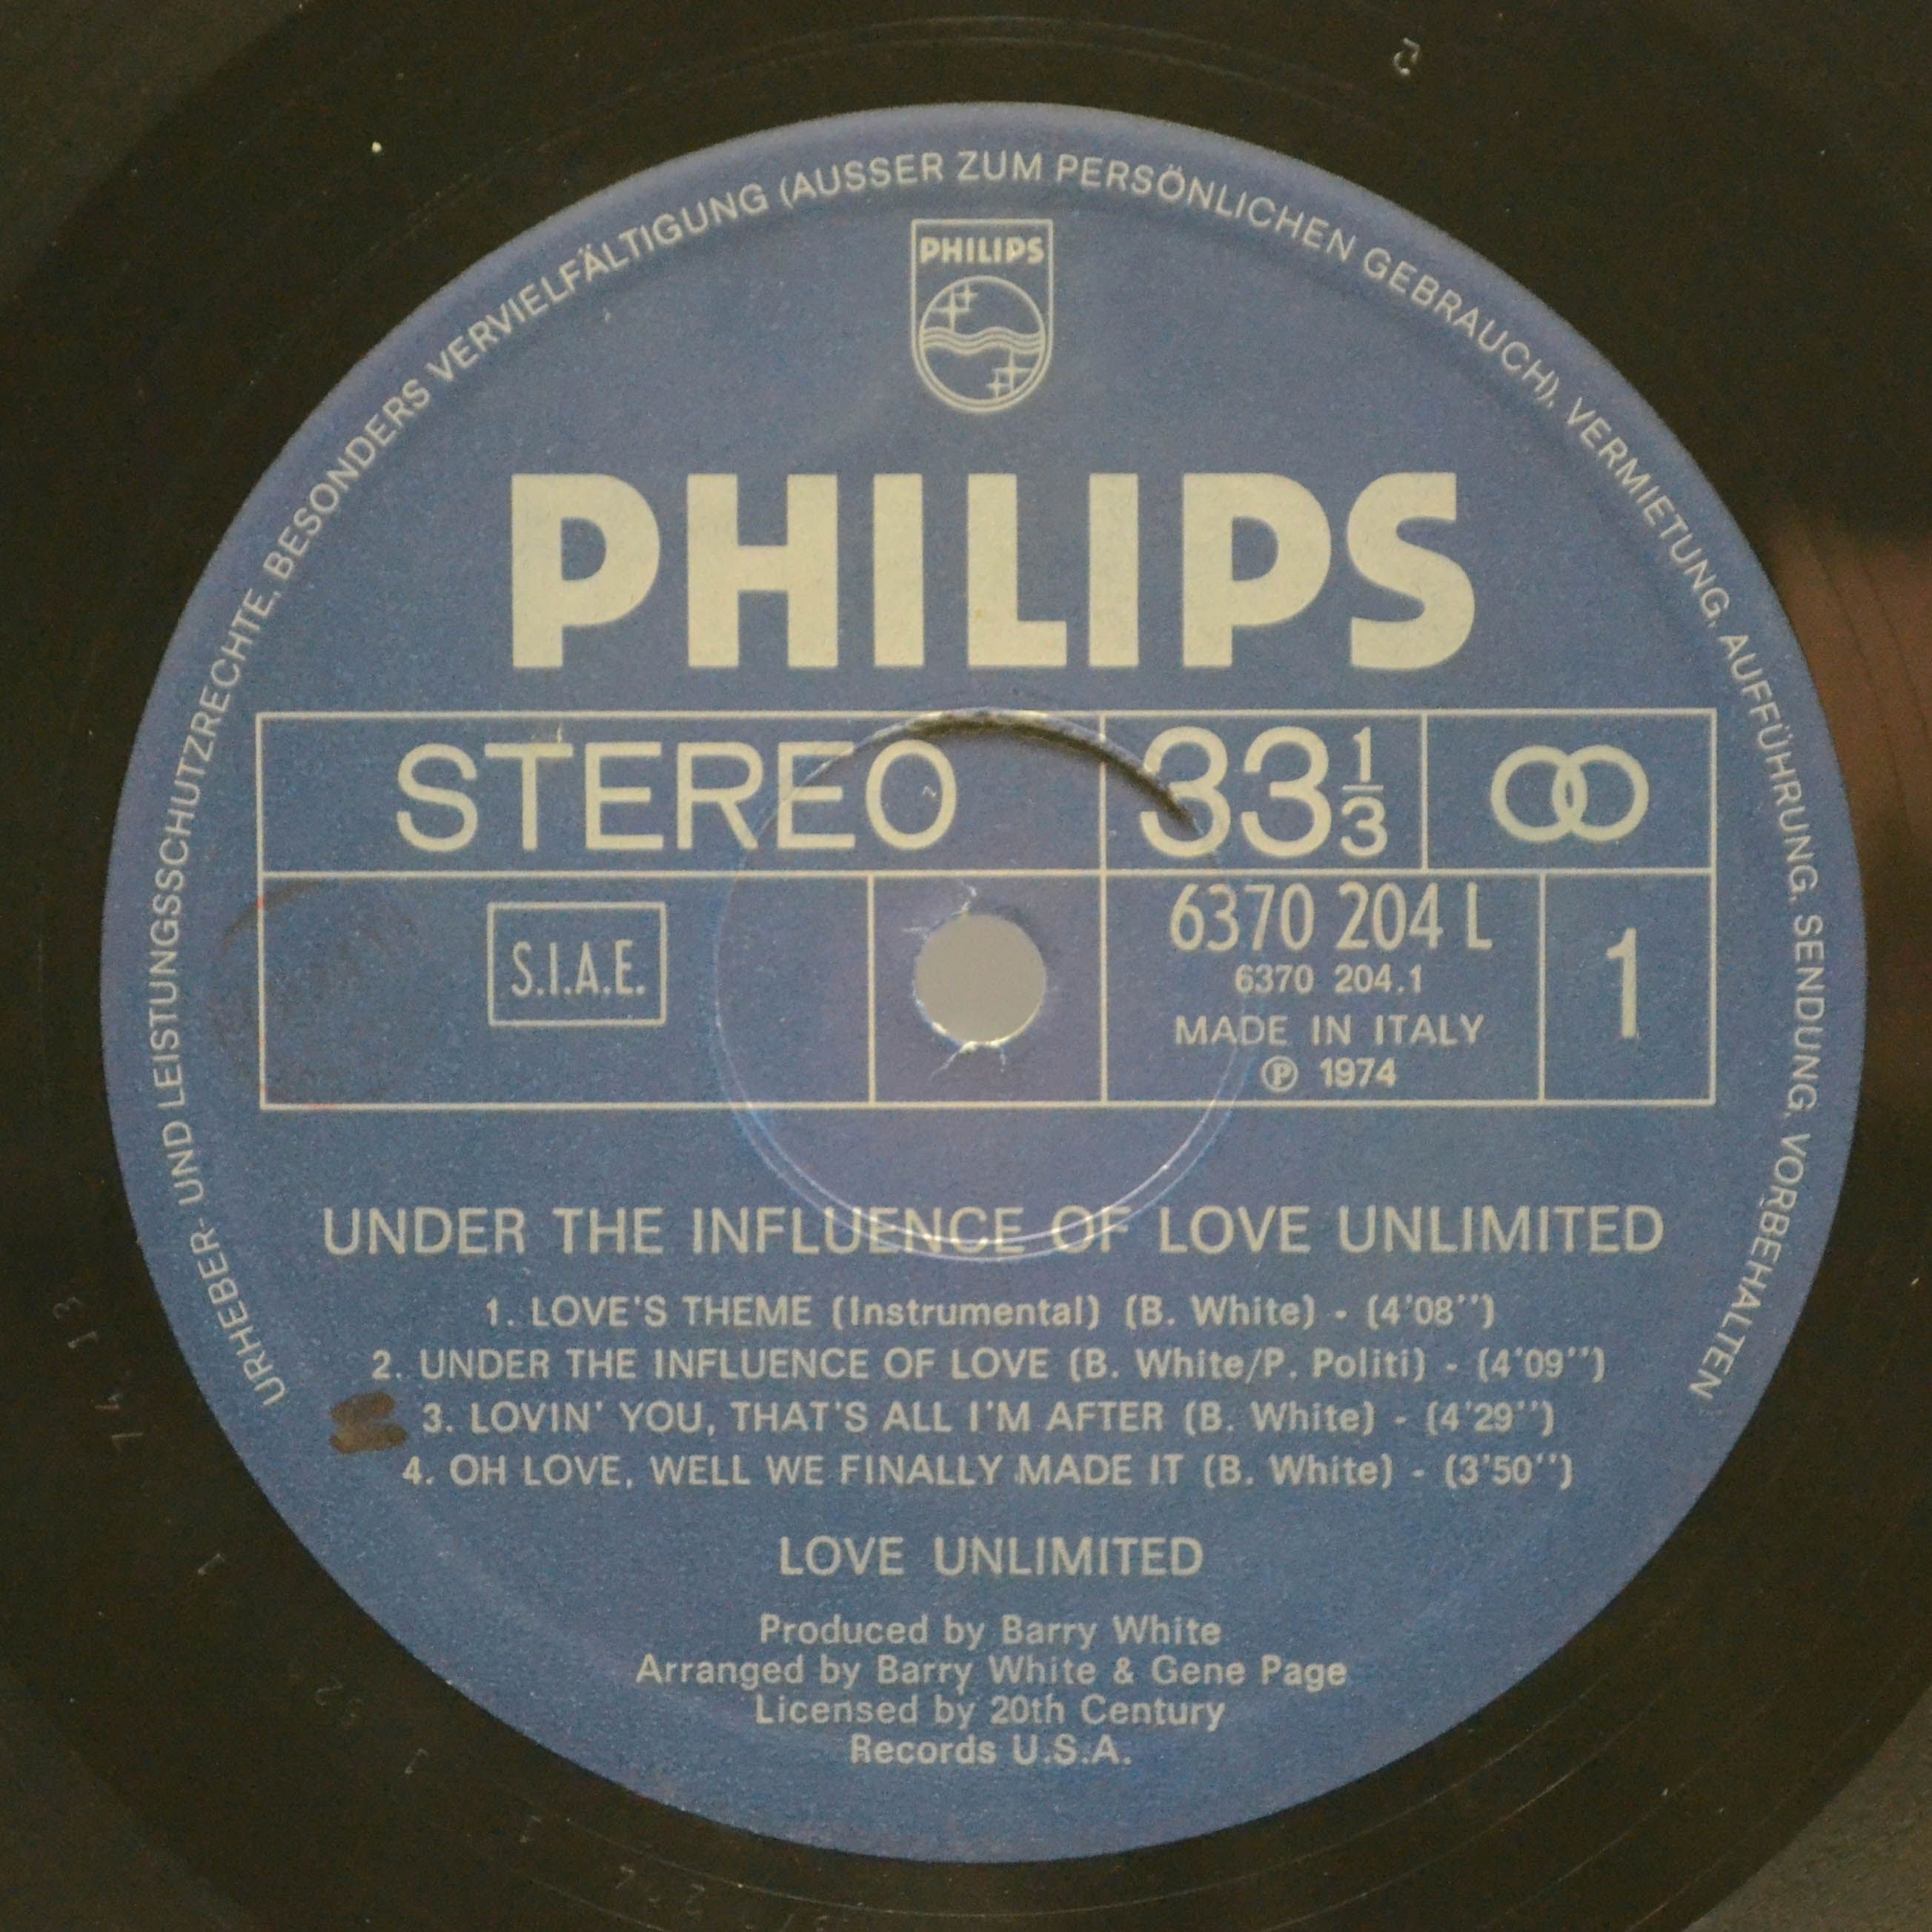 URHEBER- UND LEISTUNGSSCHUTZRECHTE, BESONDERS VERVIELFÄLTIGUNG (AUSSER ZUM PERSÖNLICHEN GEBRAUCH), VERMIETUNG, AUFFÜHRUNG, SENDUNG, VORBEHALTEN
PHILIPS
PHILIPS
STEREO
33 1/3
S.I.A.E.
6370 204 L
6370 204.1
MADE IN ITALY
℗ 1974
1
UNDER THE INFLUENCE OF LOVE UNLIMITED
1. LOVE'S THEME (Instrumental) (B. White) - (4'08'')
2. UNDER THE INFLUENCE OF LOVE (B. White/P. Politi) - (4'09'')
3. LOVIN' YOU, THAT'S ALL I'M AFTER (B. White) - (4'29'')
4. OH LOVE, WELL WE FINALLY MADE IT (B. White) - (3'50'')
LOVE UNLIMITED
Produced by Barry White
Arranged by Barry White & Gene Page
Licensed by 20th Century
Records U.S.A.